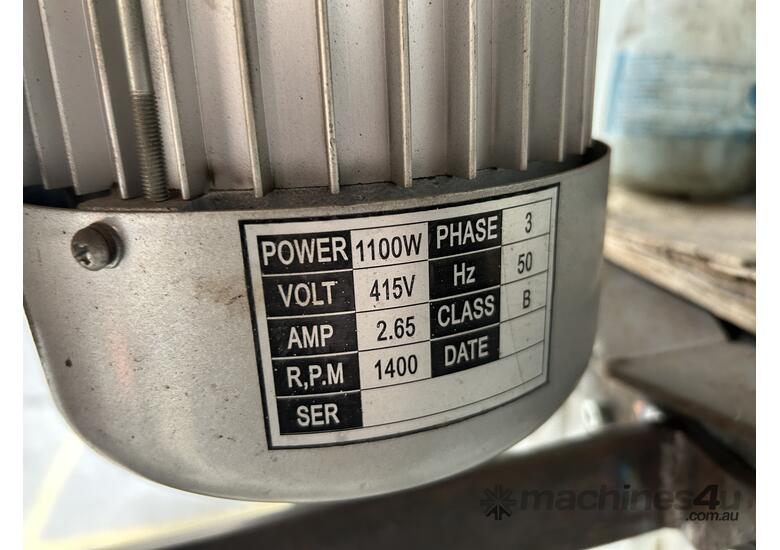 POWER 1100W PHASE 3
VOLT 415V Hz 50
AMP 2.65 CLASS B
R,P.M 1400 DATE
SER
machines4u
.com.au